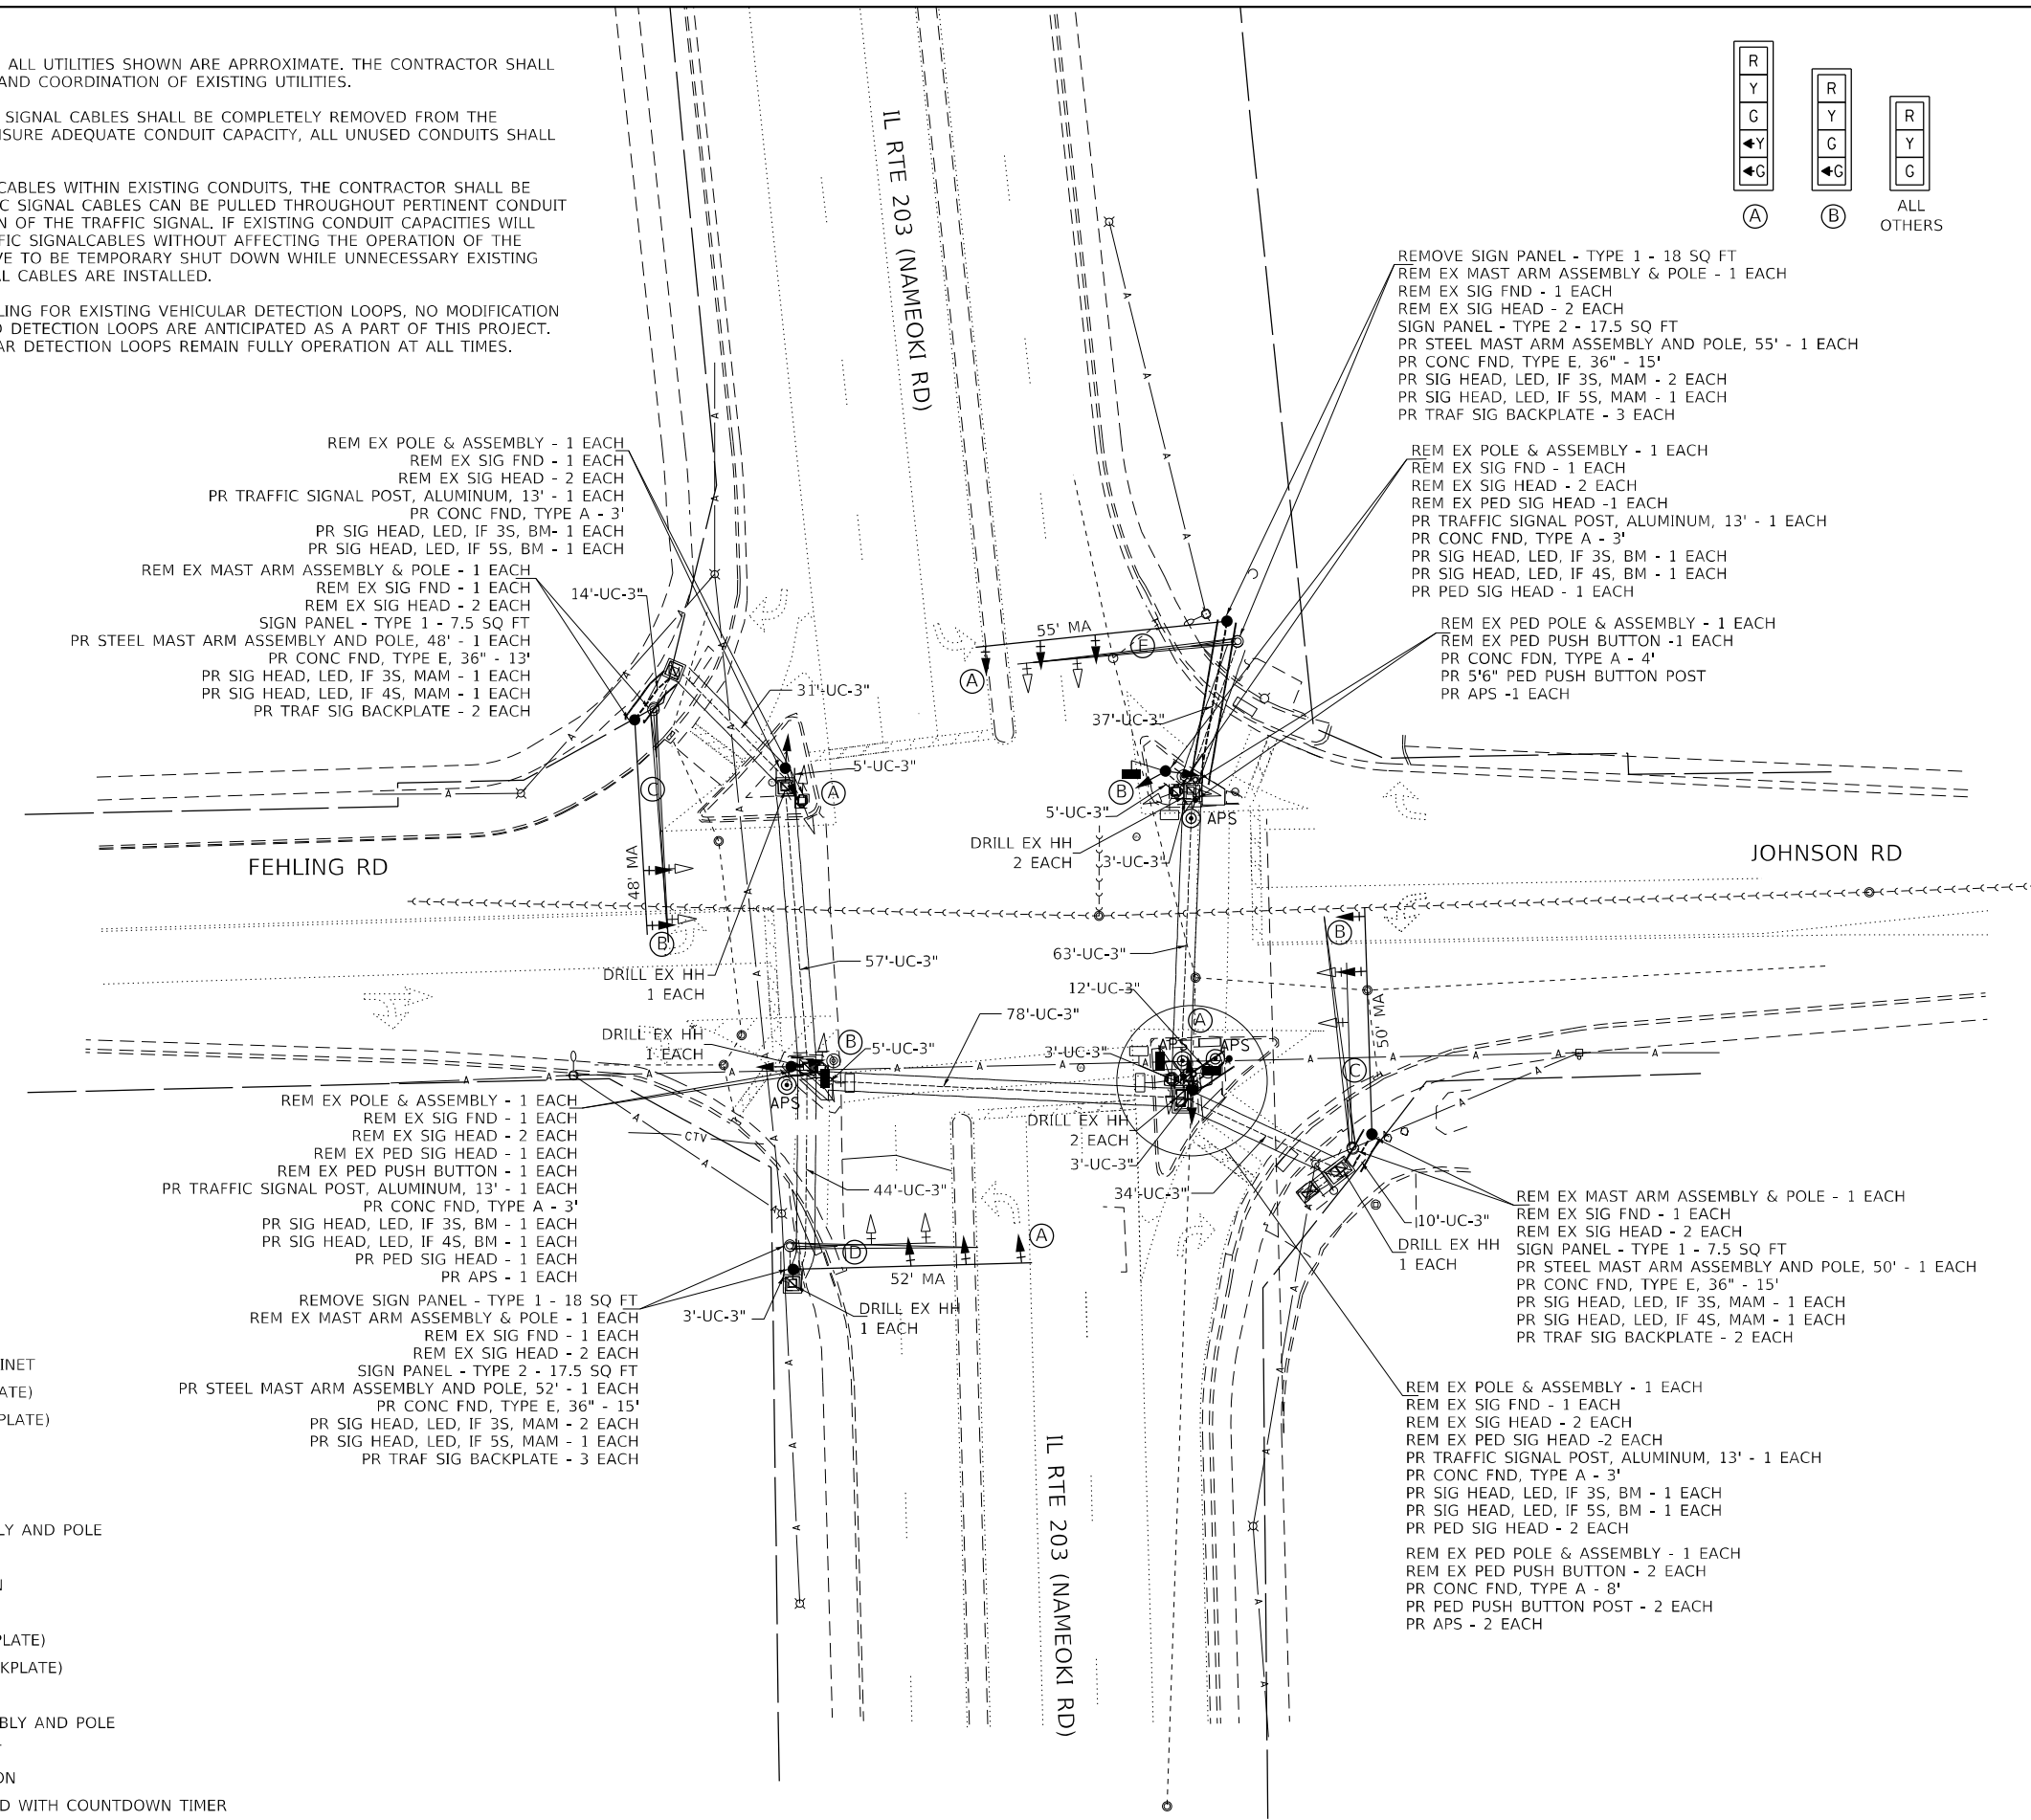 ALL UTILITIES SHOWN ARE APRROXIMATE. THE CONTRACTOR SHALL
AND COORDINATION OF EXISTING UTILITIES.
SIGNAL CABLES SHALL BE COMPLETELY REMOVED FROM THE
NSURE ADEQUATE CONDUIT CAPACITY, ALL UNUSED CONDUITS SHALL
CABLES WITHIN EXISTING CONDUITS, THE CONTRACTOR SHALL BE
C SIGNAL CABLES CAN BE PULLED THROUGHOUT PERTINENT CONDUIT
N OF THE TRAFFIC SIGNAL. IF EXISTING CONDUIT CAPACITIES WILL
FIC SIGNALCABLES WITHOUT AFFECTING THE OPERATION OF THE
VE TO BE TEMPORARY SHUT DOWN WHILE UNNECESSARY EXISTING
AL CABLES ARE INSTALLED.
LING FOR EXISTING VEHICULAR DETECTION LOOPS, NO MODIFICATION
D DETECTION LOOPS ARE ANTICIPATED AS A PART OF THIS PROJECT.
AR DETECTION LOOPS REMAIN FULLY OPERATION AT ALL TIMES.
R
Y
G
Y
G
A
R
Y
G
G
B
R
Y
G
ALL
OTHERS
IL RTE 203 (NAMEOKI RD)
REMOVE SIGN PANEL - TYPE 1 - 18 SQ FT
REM EX MAST ARM ASSEMBLY & POLE - 1 EACH
REM EX SIG FND - 1 EACH
REM EX SIG HEAD - 2 EACH
SIGN PANEL - TYPE 2 - 17.5 SQ FT
PR STEEL MAST ARM ASSEMBLY AND POLE, 55' - 1 EACH
PR CONC FND, TYPE E, 36" - 15'
PR SIG HEAD, LED, IF 3S, MAM - 2 EACH
PR SIG HEAD, LED, IF 5S, MAM - 1 EACH
PR TRAF SIG BACKPLATE - 3 EACH
REM EX POLE & ASSEMBLY - 1 EACH
REM EX SIG FND - 1 EACH
REM EX SIG HEAD - 2 EACH
PR TRAFFIC SIGNAL POST, ALUMINUM, 13' - 1 EACH
PR CONC FND, TYPE A - 3'
PR SIG HEAD, LED, IF 3S, BM- 1 EACH
PR SIG HEAD, LED, IF 5S, BM - 1 EACH
REM EX POLE & ASSEMBLY - 1 EACH
REM EX SIG FND - 1 EACH
REM EX SIG HEAD - 2 EACH
REM EX PED SIG HEAD -1 EACH
PR TRAFFIC SIGNAL POST, ALUMINUM, 13' - 1 EACH
PR CONC FND, TYPE A - 3'
PR SIG HEAD, LED, IF 3S, BM - 1 EACH
PR SIG HEAD, LED, IF 4S, BM - 1 EACH
PR PED SIG HEAD - 1 EACH
REM EX MAST ARM ASSEMBLY & POLE - 1 EACH
REM EX SIG FND - 1 EACH
REM EX SIG HEAD - 2 EACH
SIGN PANEL - TYPE 1 - 7.5 SQ FT
PR STEEL MAST ARM ASSEMBLY AND POLE, 48' - 1 EACH
PR CONC FND, TYPE E, 36" - 13'
PR SIG HEAD, LED, IF 3S, MAM - 1 EACH
PR SIG HEAD, LED, IF 4S, MAM - 1 EACH
PR TRAF SIG BACKPLATE - 2 EACH
14'-UC-3"
REM EX PED POLE & ASSEMBLY - 1 EACH
REM EX PED PUSH BUTTON -1 EACH
PR CONC FDN, TYPE A - 4'
PR 5'6" PED PUSH BUTTON POST
PR APS -1 EACH
55' MA
E
A
31'-UC-3"
37'-UC-3"
5'-UC-3"
C
A
B
5'-UC-3"
APS
DRILL EX HH
2 EACH
3'-UC-3"
FEHLING RD
JOHNSON RD
48' MA
B
B
DRILL EX HH
1 EACH
57'-UC-3"
63'-UC-3"
12'-UC-3"
78'-UC-3"
50' MA
A
DRILL EX HH
1 EACH
B
5'-UC-3"
3'-UC-3"
APS
APS
C
APS
DRILL EX HH
2 EACH
3'-UC-3"
CTV
REM EX POLE & ASSEMBLY - 1 EACH
REM EX SIG FND - 1 EACH
REM EX SIG HEAD - 2 EACH
REM EX PED SIG HEAD - 1 EACH
REM EX PED PUSH BUTTON - 1 EACH
PR TRAFFIC SIGNAL POST, ALUMINUM, 13' - 1 EACH
PR CONC FND, TYPE A - 3'
PR SIG HEAD, LED, IF 3S, BM - 1 EACH
PR SIG HEAD, LED, IF 4S, BM - 1 EACH
PR PED SIG HEAD - 1 EACH
PR APS - 1 EACH
44'-UC-3"
34'-UC-3"
10'-UC-3"
DRILL EX HH
1 EACH
D
A
52' MA
3'-UC-3"
DRILL EX HH
1 EACH
REM EX MAST ARM ASSEMBLY & POLE - 1 EACH
REM EX SIG FND - 1 EACH
REM EX SIG HEAD - 2 EACH
SIGN PANEL - TYPE 1 - 7.5 SQ FT
PR STEEL MAST ARM ASSEMBLY AND POLE, 50' - 1 EACH
PR CONC FND, TYPE E, 36" - 15'
PR SIG HEAD, LED, IF 3S, MAM - 1 EACH
PR SIG HEAD, LED, IF 4S, MAM - 1 EACH
PR TRAF SIG BACKPLATE - 2 EACH
REMOVE SIGN PANEL - TYPE 1 - 18 SQ FT
REM EX MAST ARM ASSEMBLY & POLE - 1 EACH
REM EX SIG FND - 1 EACH
REM EX SIG HEAD - 2 EACH
SIGN PANEL - TYPE 2 - 17.5 SQ FT
PR STEEL MAST ARM ASSEMBLY AND POLE, 52' - 1 EACH
PR CONC FND, TYPE E, 36" - 15'
PR SIG HEAD, LED, IF 3S, MAM - 2 EACH
PR SIG HEAD, LED, IF 5S, MAM - 1 EACH
PR TRAF SIG BACKPLATE - 3 EACH
REM EX POLE & ASSEMBLY - 1 EACH
REM EX SIG FND - 1 EACH
REM EX SIG HEAD - 2 EACH
REM EX PED SIG HEAD -2 EACH
PR TRAFFIC SIGNAL POST, ALUMINUM, 13' - 1 EACH
PR CONC FND, TYPE A - 3'
PR SIG HEAD, LED, IF 3S, BM - 1 EACH
PR SIG HEAD, LED, IF 5S, BM - 1 EACH
PR PED SIG HEAD - 2 EACH
REM EX PED POLE & ASSEMBLY - 1 EACH
REM EX PED PUSH BUTTON - 2 EACH
PR CONC FND, TYPE A - 8'
PR PED PUSH BUTTON POST - 2 EACH
PR APS - 2 EACH
IL RTE 203 (NAMEOKI RD)
INET
ATE)
PLATE)
LY AND POLE
N
PLATE)
KPLATE)
BLY AND POLE
ON
D WITH COUNTDOWN TIMER